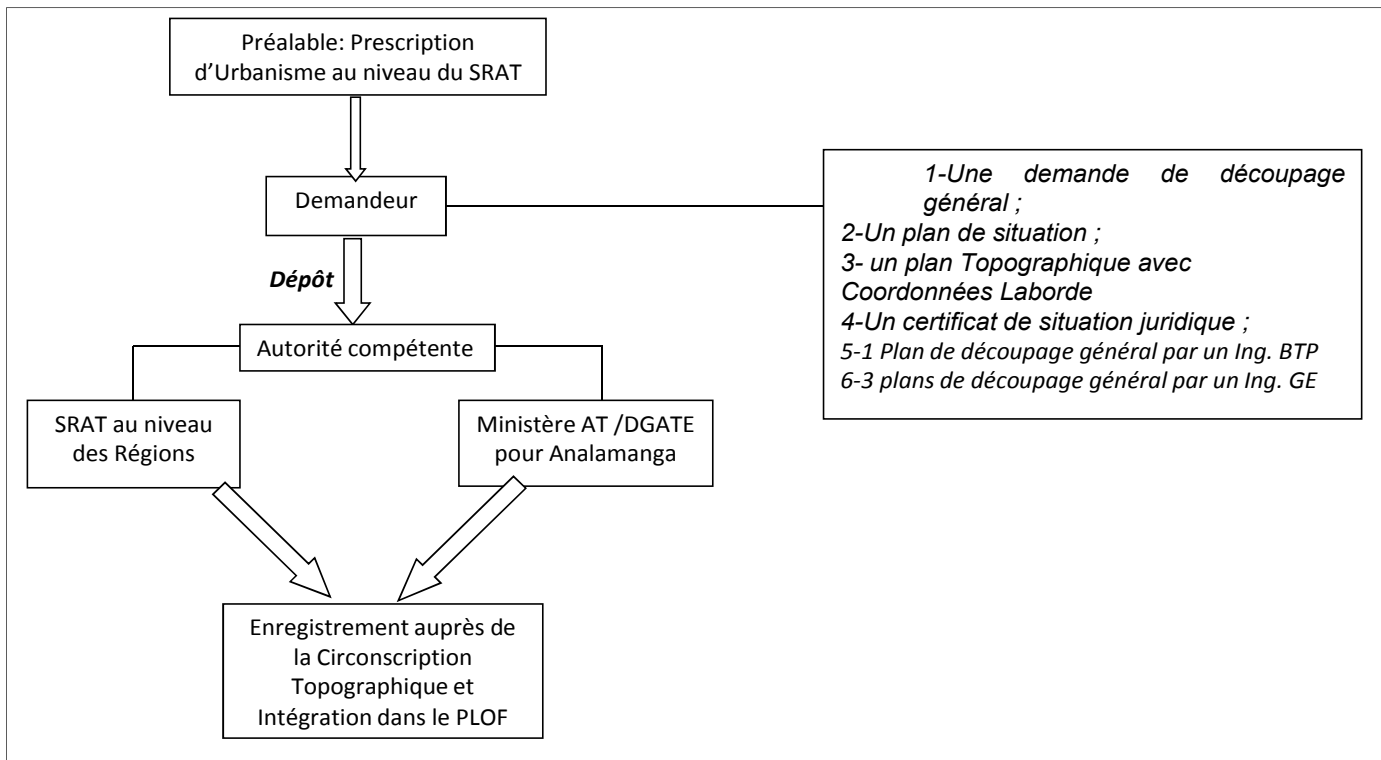 Préalable: Prescription
d’Urbanisme au niveau du SRAT
Demandeur
1-Une demande de découpage
général ;
2-Un plan de situation ;
3- un plan Topographique avec
Coordonnées Laborde
4-Un certificat de situation juridique ;
5-1 Plan de découpage général par un Ing. BTP
6-3 plans de découpage général par un Ing. GE
Dépôt
Autorité compétente
SRAT au niveau
des Régions
Ministère AT /DGATE
pour Analamanga
Enregistrement auprès de
la Circonscription
Topographique et
Intégration dans le PLOF